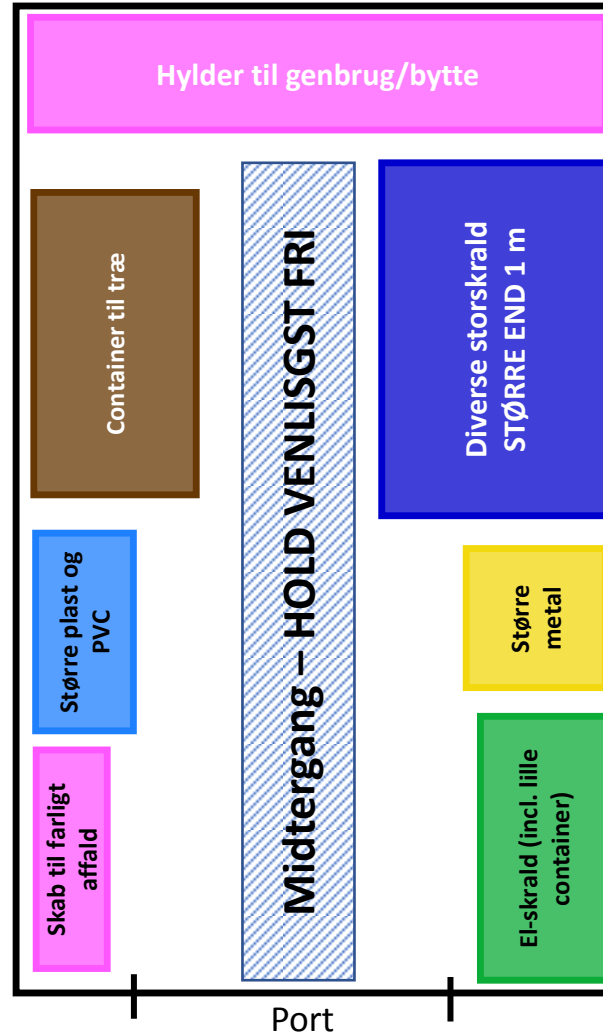 Hylder til genbrug/bytte
Container til træ
Midtergang – HOLD VENLISGST FRI
Diverse storskrald
STØRRE END 1 m
Større plast og
PVC
Større
metal
Skab til farligt
affald
El-skrald (incl. lille
container)
Port